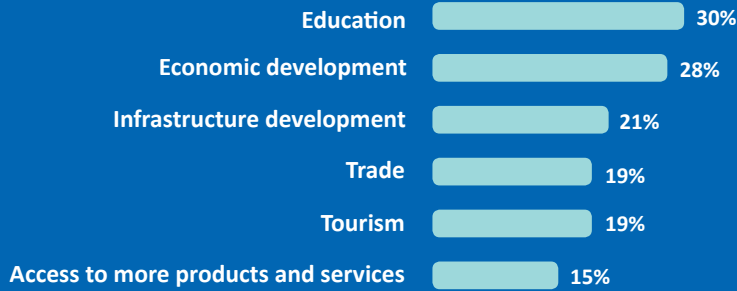 Education 30%
Economic development 28%
Infrastructure development 21%
Trade 19%
Tourism 19%
Access to more products and services 15%